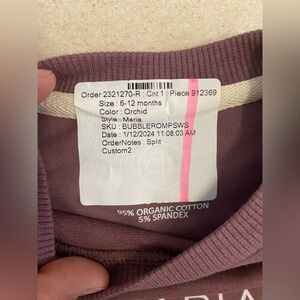 Order 2321270-R : Cnt 1 : Piece 912369
Size : 6-12 months
Color : Orchid
Style : Maria
SKU : BUBBLEROMPSWS
Date : 1/12/2024 11:08:03 AM
OrderNotes : Split
Custom2 :
95% ORGANIC COTTON
5% SPANDEX